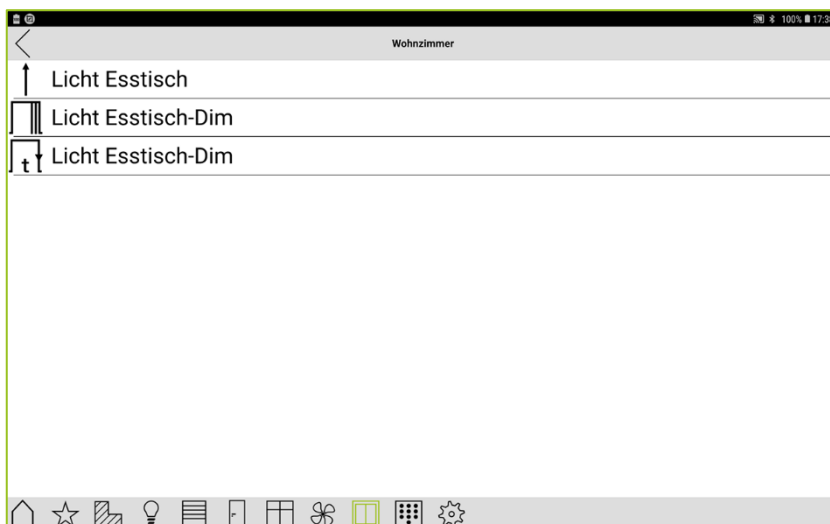 100% 17:3
Wohnzimmer
Licht Esstisch
Licht Esstisch-Dim
t Licht Esstisch-Dim